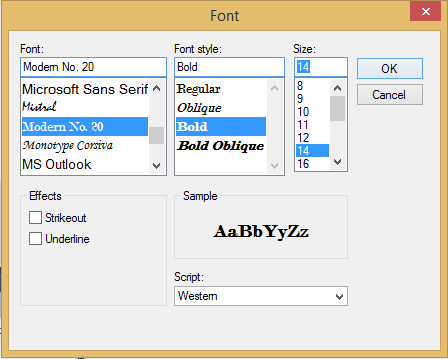 Font
Font:
Modern No. 20
Microsoft Sans Serif
Mistral
Modern No. 20
Monotype Corsiva
MS Outlook
Font style:
Bold
Regular
Oblique
Bold
Bold Oblique
Size:
14
8
9
10
11
12
14
16
OK
Cancel
Effects
Strikeout
Underline
Sample
AaBbYyZz
Script:
Western